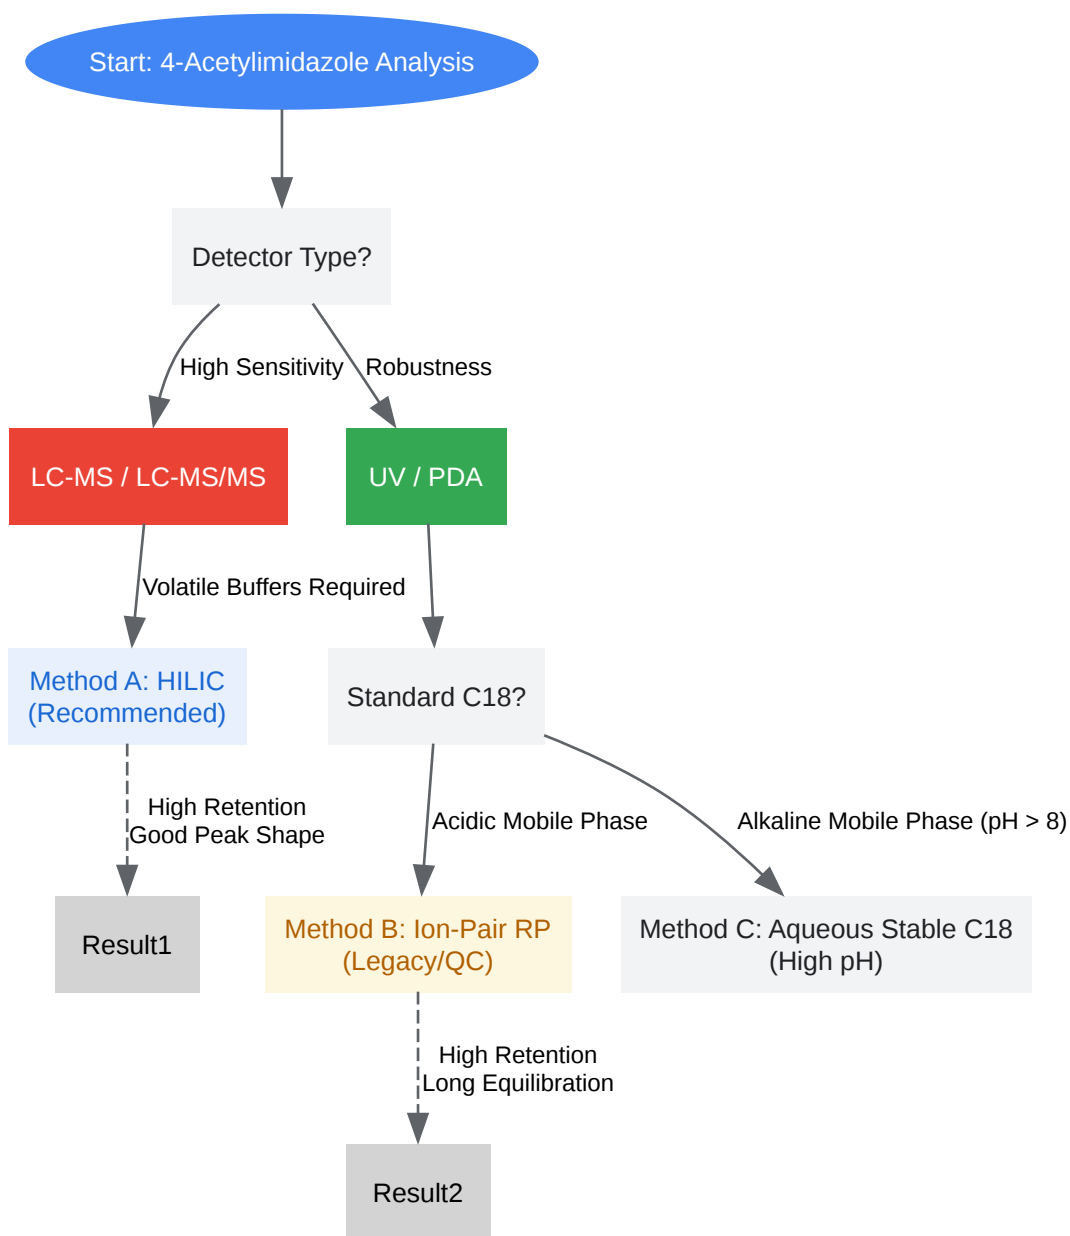 Start: 4-Acetylimidazole Analysis
Detector Type?
High Sensitivity
Robustness
LC-MS / LC-MS/MS
UV / PDA
Volatile Buffers Required
Method A: HILIC
(Recommended)
Standard C18?
High Retention
Good Peak Shape
Acidic Mobile Phase
Alkaline Mobile Phase (pH > 8)
Result1
Method B: Ion-Pair RP
(Legacy/QC)
Method C: Aqueous Stable C18
(High pH)
High Retention
Long Equilibration
Result2